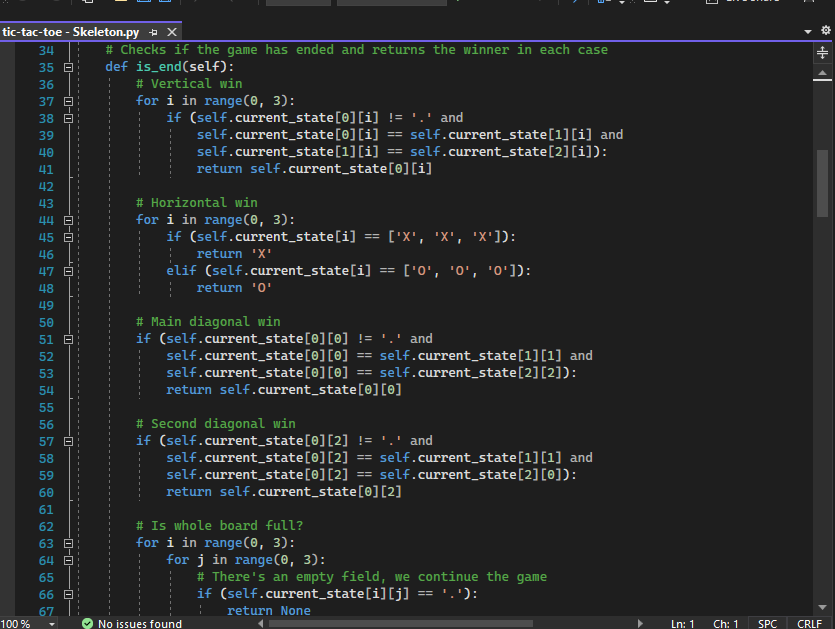 tic-tac-toe - Skeleton.py
34 # Checks if the game has ended and returns the winner in each case
35 def is_end(self):
36 # Vertical win
37 for i in range(0, 3):
38 if (self.current_state[0][i] != '.' and
39 self.current_state[0][i] == self.current_state[1][i] and
40 self.current_state[1][i] == self.current_state[2][i]):
41 return self.current_state[0][i]
42
43 # Horizontal win
44 for i in range(0, 3):
45 if (self.current_state[i] == ['X', 'X', 'X']):
46 return 'X'
47 elif (self.current_state[i] == ['O', 'O', 'O']):
48 return 'O'
49
50 # Main diagonal win
51 if (self.current_state[0][0] != '.' and
52 self.current_state[0][0] == self.current_state[1][1] and
53 self.current_state[0][0] == self.current_state[2][2]):
54 return self.current_state[0][0]
55
56 # Second diagonal win
57 if (self.current_state[0][2] != '.' and
58 self.current_state[0][2] == self.current_state[1][1] and
59 self.current_state[0][2] == self.current_state[2][0]):
60 return self.current_state[0][2]
61
62 # Is whole board full?
63 for i in range(0, 3):
64 for j in range(0, 3):
65 # There's an empty field, we continue the game
66 if (self.current_state[i][j] == '.'):
67 return None
100 % No issues found Ln: 1 Ch: 1 SPC CRLF